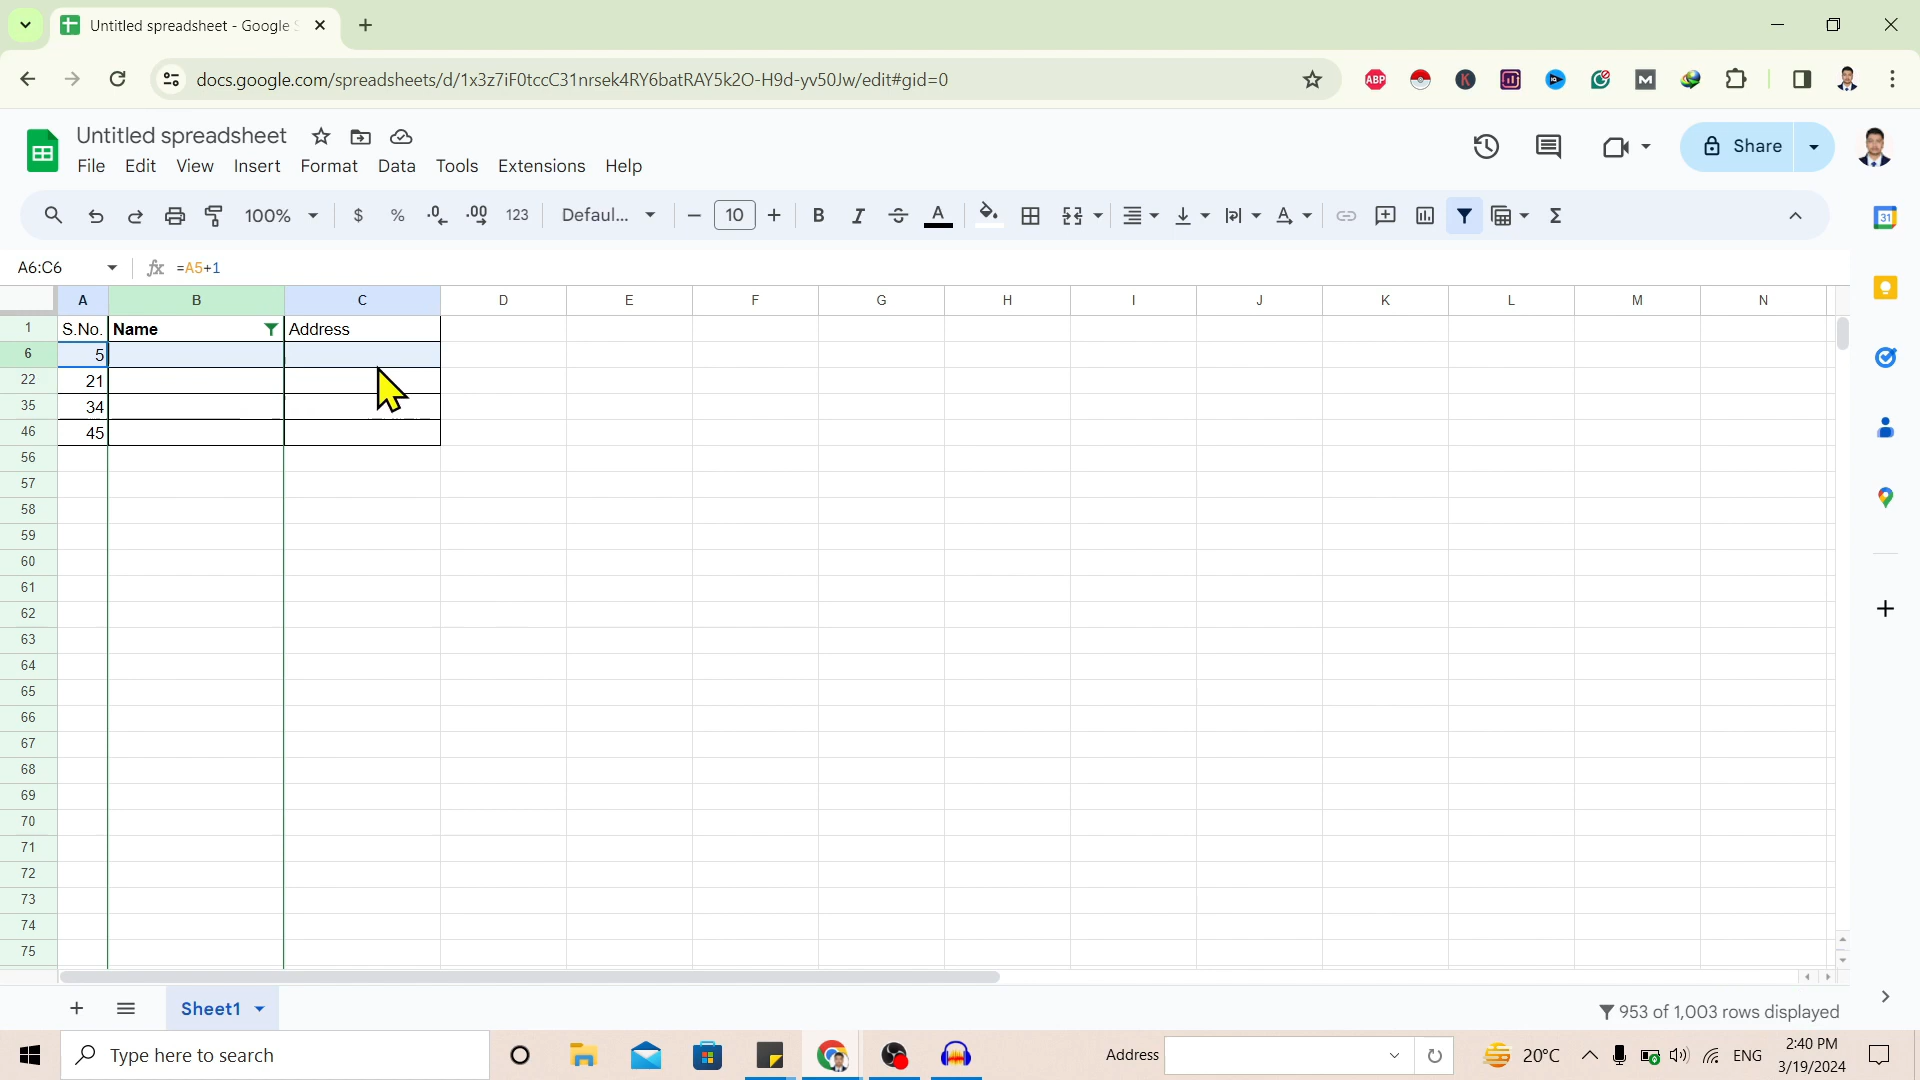 Untitled spreadsheet - Google S
docs.google.com/spreadsheets/d/1x3z7iF0tccC31nrsek4RY6batRAY5k2O-H9d-yv50Jw/edit#gid=0
Untitled spreadsheet
File Edit View Insert Format Data Tools Extensions Help
Share
100% $ % .0 .00 123 Defaul... 10 B I A
A6:C6 fx =A5+1
A B C D E F G H I J K L M N
1 S.No. Name Address
6 5
22 21
35 34
46 45
56
57
58
59
60
61
62
63
64
65
66
67
68
69
70
71
72
73
74
75
Sheet1
953 of 1,003 rows displayed
Type here to search
Address
20°C
ENG
2:40 PM
3/19/2024